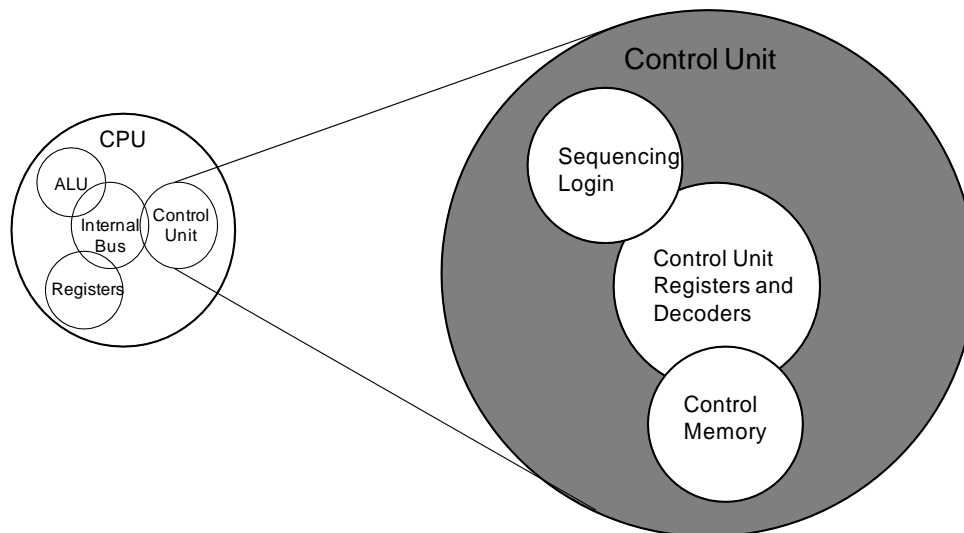 CPU
ALU
Internal
Bus
Control
Unit
Registers
Control Unit
Sequencing
Login
Control Unit
Registers and
Decoders
Control
Memory